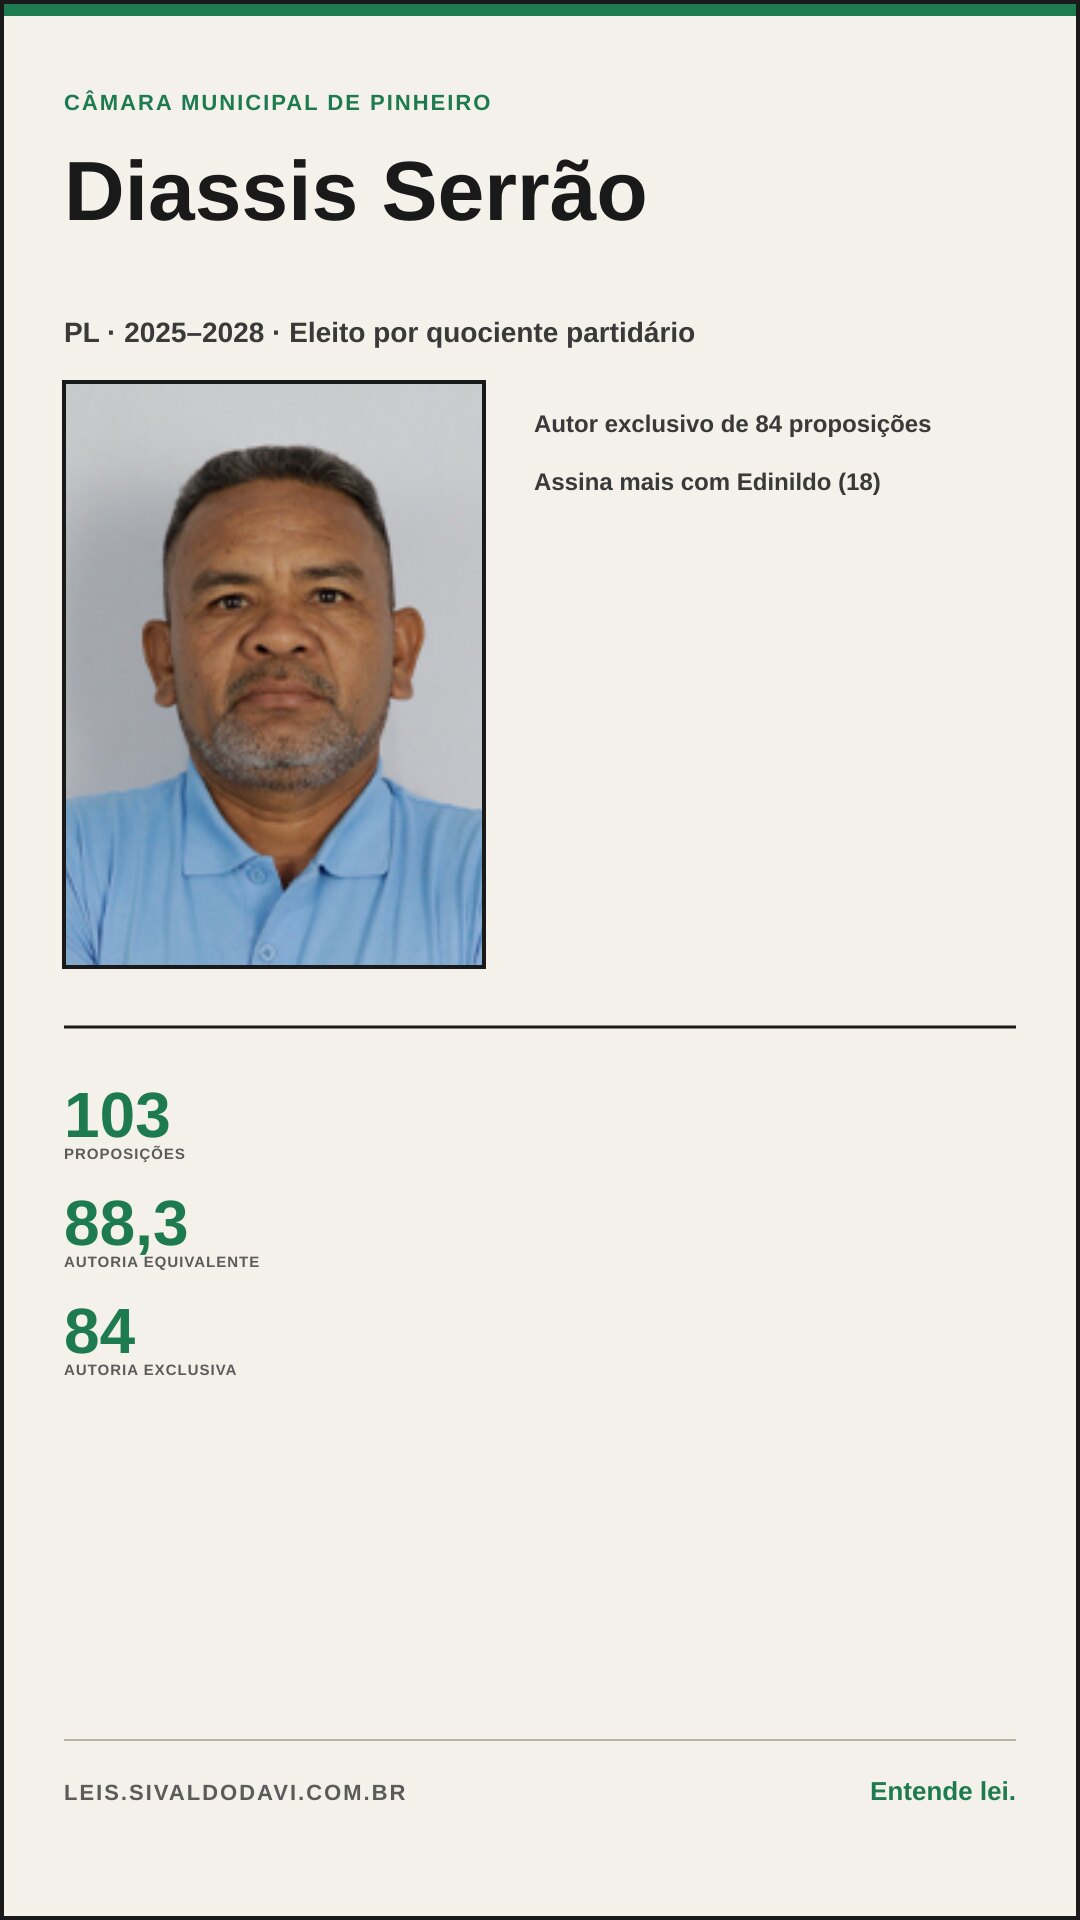 CÂMARA MUNICIPAL DE PINHEIRO
Diassis Serrão
PL · 2025–2028 · Eleito por quociente partidário
Autor exclusivo de 84 proposições
Assina mais com Edinildo (18)
103
PROPOSIÇÕES
88,3
AUTORIA EQUIVALENTE
84
AUTORIA EXCLUSIVA
LEIS.SIVALDODAVI.COM.BR
Entende lei.